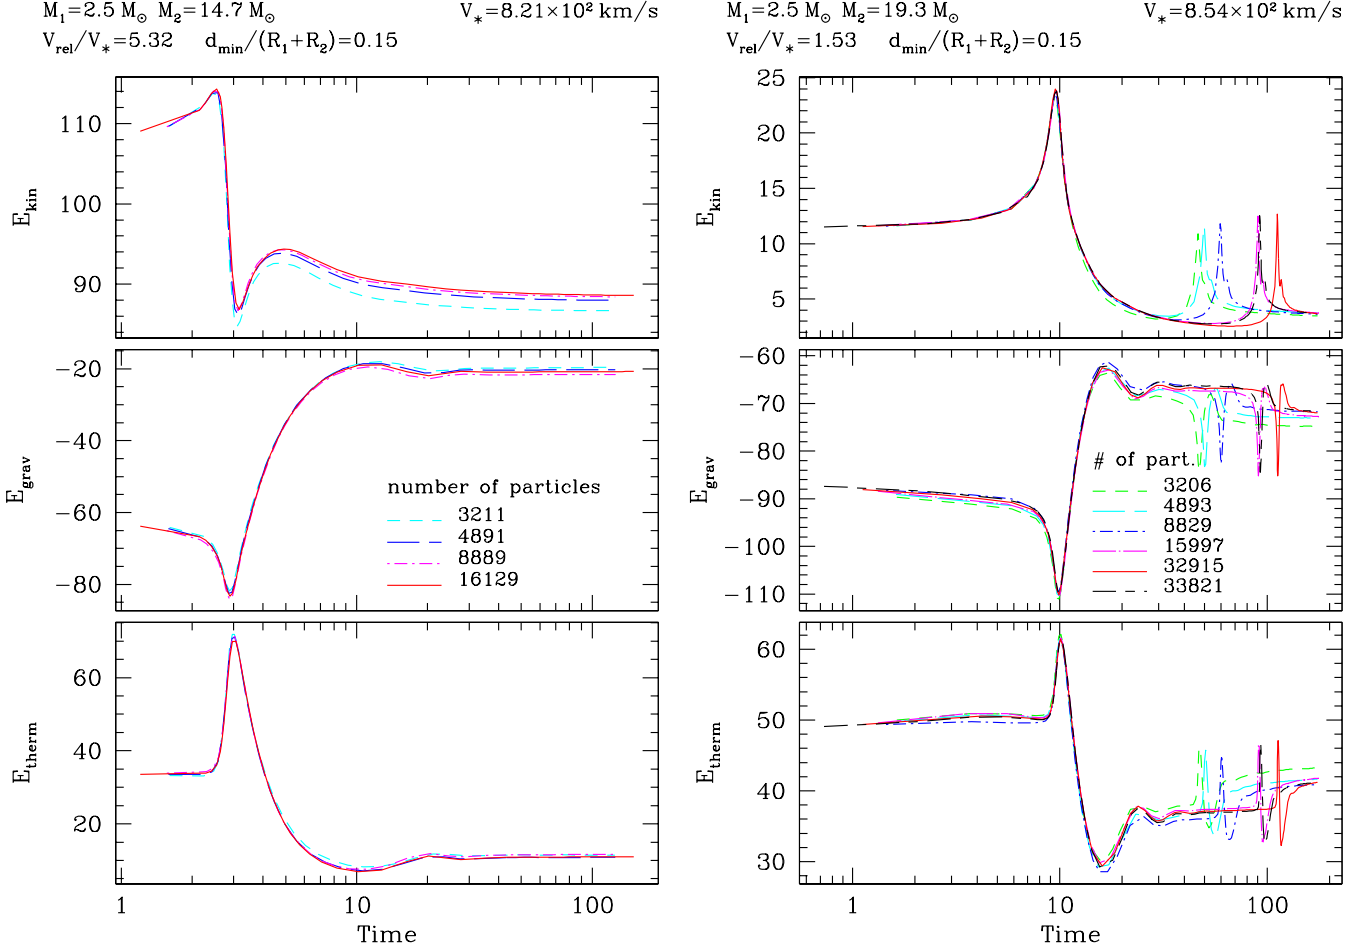 M₁=2.5 M☉ M₂=14.7 M☉ V*=8.21×10² km/s
V_rel/V*=5.32 d_min/(R₁+R₂)=0.15
E_kin
110
100
90
E_grav
−20
−40
−60
−80
number of particles
3211
4891
8889
16129
E_therm
60
40
20
1 10 100
Time
M₁=2.5 M☉ M₂=19.3 M☉ V*=8.54×10² km/s
V_rel/V*=1.53 d_min/(R₁+R₂)=0.15
E_kin
25
20
15
10
5
E_grav
−60
−70
−80
−90
−100
−110
# of part.
3206
4893
8829
15997
32915
33821
E_therm
60
50
40
30
1 10 100
Time